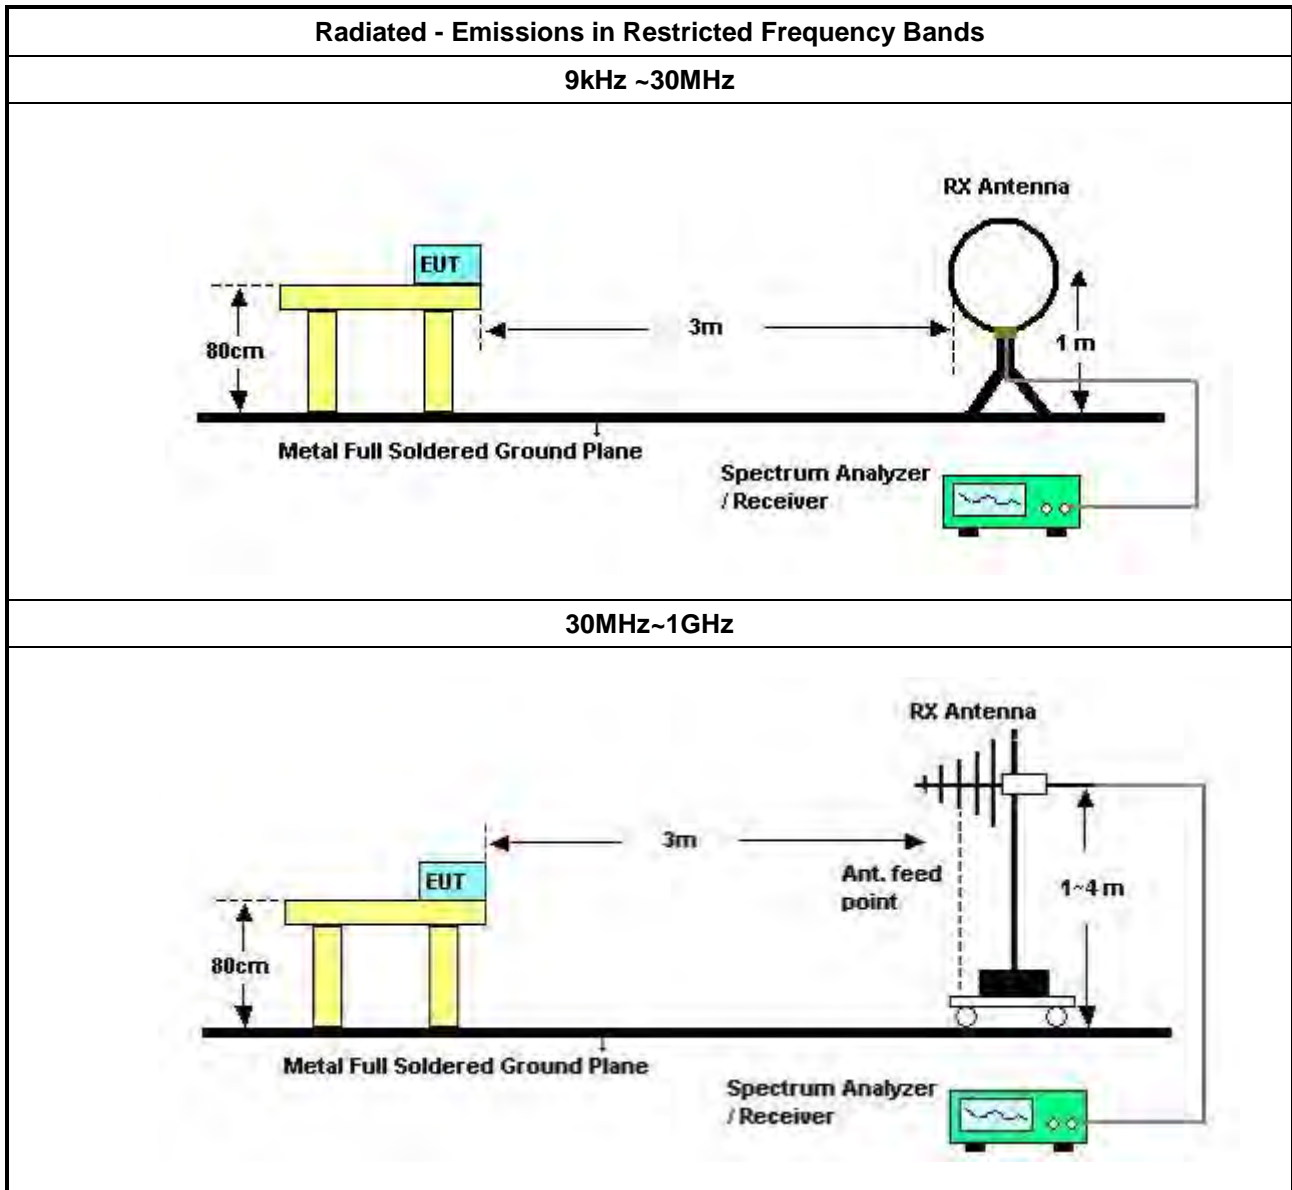 Radiated - Emissions in Restricted Frequency Bands
9kHz ~30MHz
RX Antenna
EUT
3m
80cm
1 m
Metal Full Soldered Ground Plane
Spectrum Analyzer
/ Receiver
30MHz~1GHz
RX Antenna
3m
Ant. feed
point
EUT
1~4 m
80cm
Metal Full Soldered Ground Plane
Spectrum Analyzer
/ Receiver